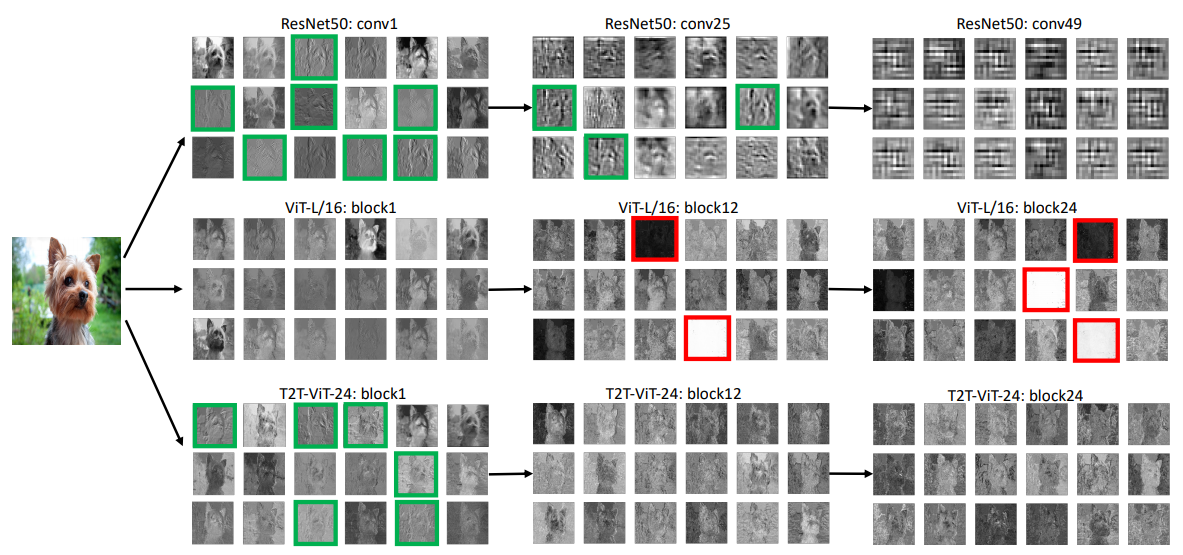 ResNet50: conv1
ResNet50: conv25
ResNet50: conv49
ViT-L/16: block1
ViT-L/16: block12
ViT-L/16: block24
T2T-ViT-24: block1
T2T-ViT-24: block12
T2T-ViT-24: block24